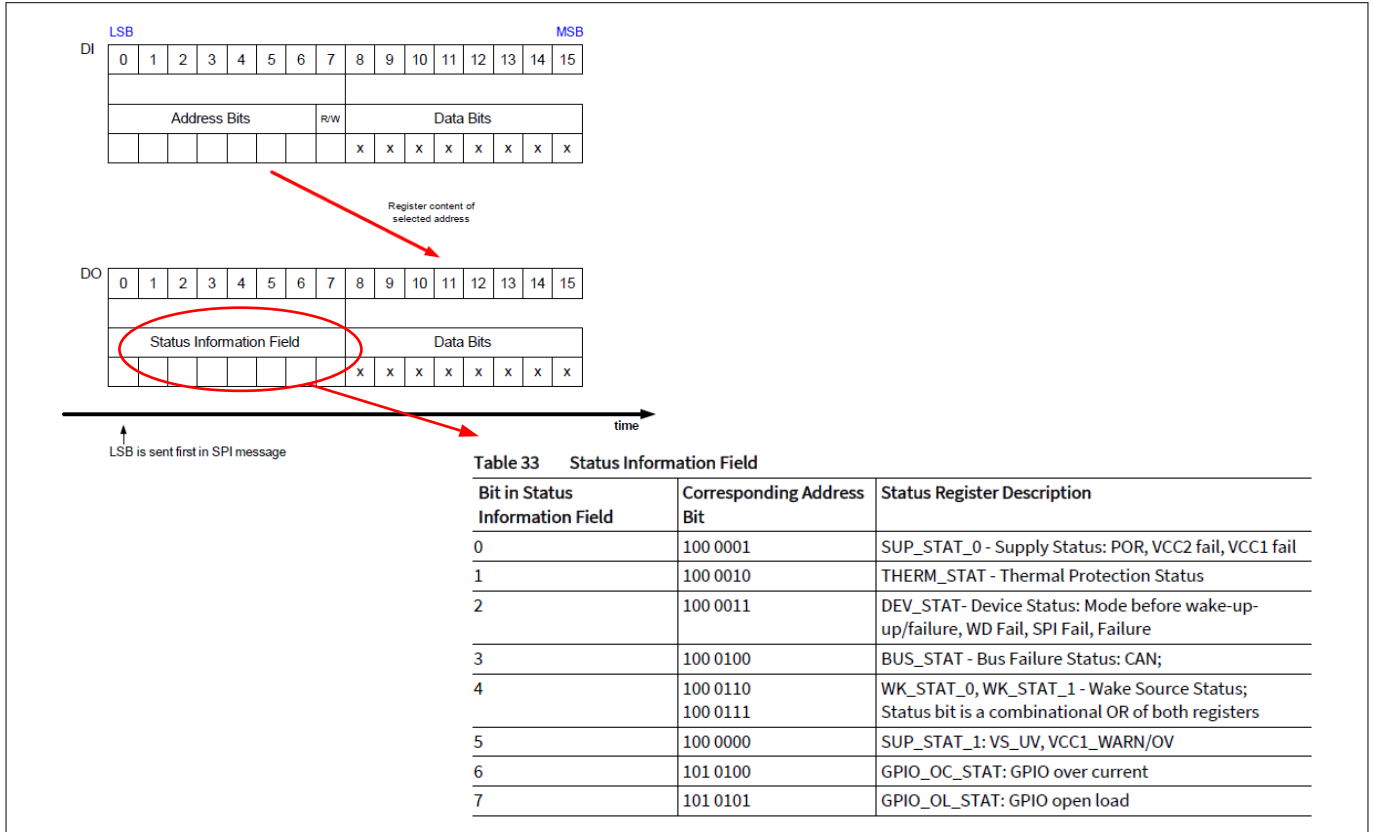 LSB MSB
DI 0 1 2 3 4 5 6 7 8 9 10 11 12 13 14 15
Address Bits R/W Data Bits
x x x x x x x x
Register content of
selected address
DO 0 1 2 3 4 5 6 7 8 9 10 11 12 13 14 15
Status Information Field Data Bits
x x x x x x x x
time
LSB is sent first in SPI message
Table 33 Status Information Field
Bit in Status Corresponding Address Status Register Description
Information Field Bit
0 100 0001 SUP_STAT_0 - Supply Status: POR, VCC2 fail, VCC1 fail
1 100 0010 THERM_STAT - Thermal Protection Status
2 100 0011 DEV_STAT- Device Status: Mode before wake-up-
up/failure, WD Fail, SPI Fail, Failure
3 100 0100 BUS_STAT - Bus Failure Status: CAN;
4 100 0110 WK_STAT_0, WK_STAT_1 - Wake Source Status;
100 0111 Status bit is a combinational OR of both registers
5 100 0000 SUP_STAT_1: VS_UV, VCC1_WARN/OV
6 101 0100 GPIO_OC_STAT: GPIO over current
7 101 0101 GPIO_OL_STAT: GPIO open load